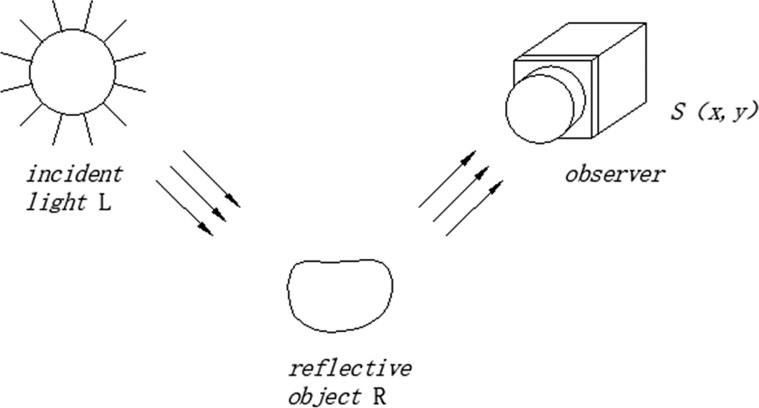 incident
light L
S (x, y)
observer
reflective
object R